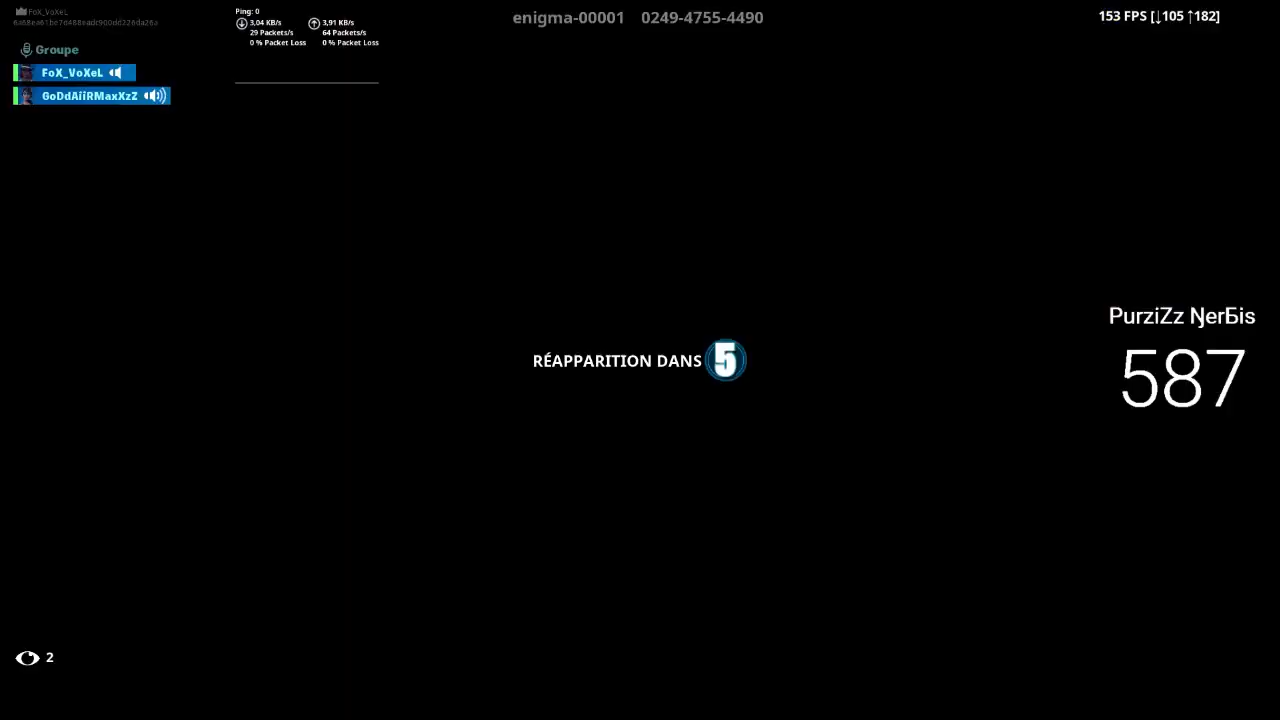 FoX_VoXeL
Groupe
FoX_VoXeL
GoDdAiiRMaxXzZ
Ping: 0
3,04 KB/s 3,91 KB/s
29 Packets/s 64 Packets/s
0 % Packet Loss 0 % Packet Loss
enigma-00001 0249-4755-4490
153 FPS [↓105 ↑182]
PurziZz ŊerБis
587
RÉAPPARITION DANS 5
2